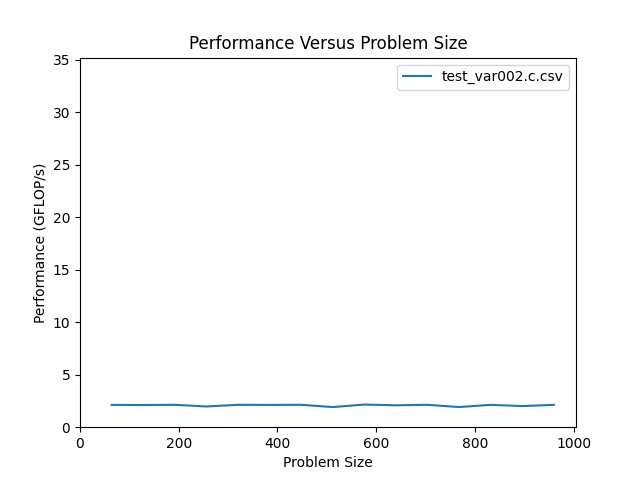 Performance Versus Problem Size
test_var002.c.csv
Performance (GFLOP/s)
35
30
25
20
15
10
5
0
0 200 400 600 800 1000
Problem Size